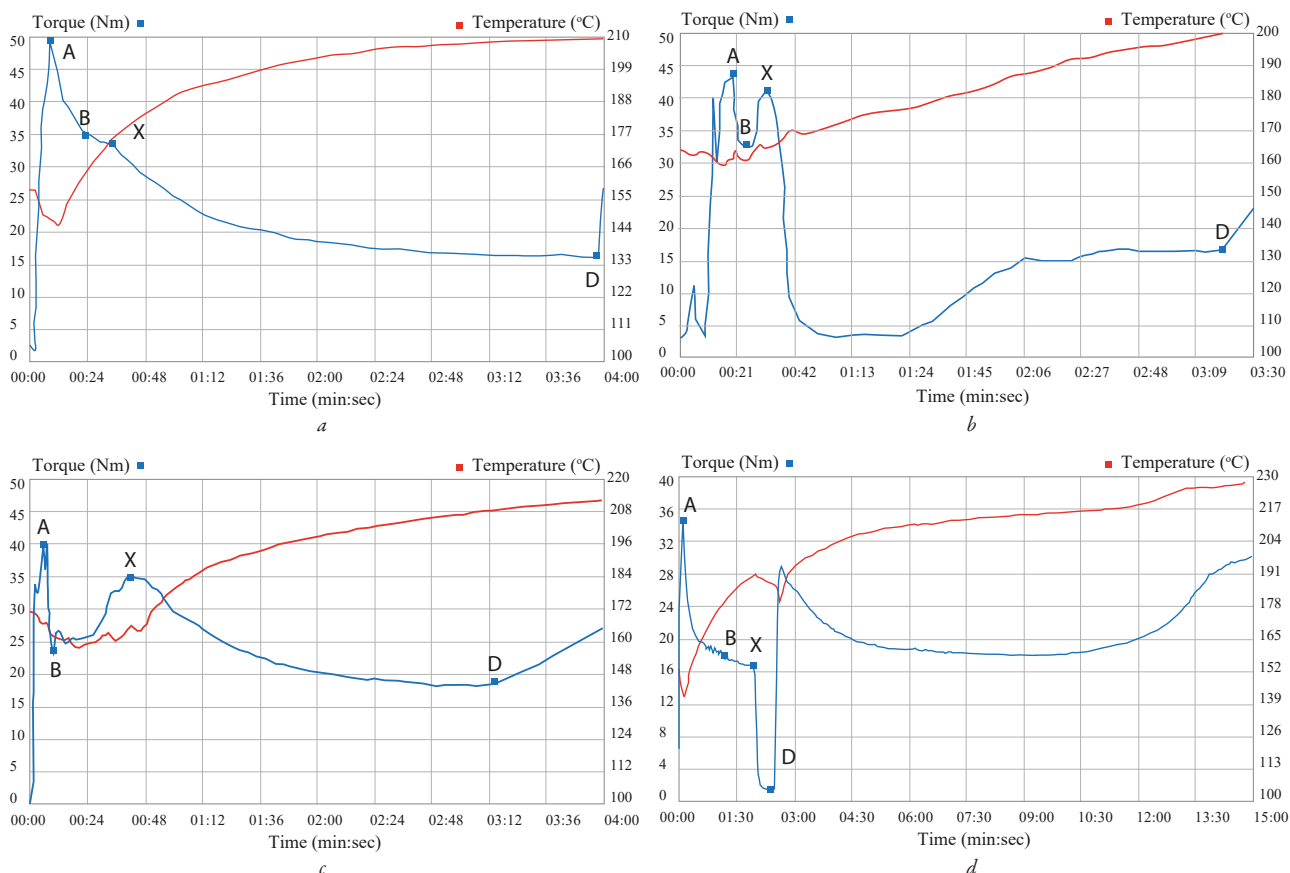 Torque (Nm) Temperature (°C)
50 45 40 35 30 25 20 15 10 5 0
210 209 199 188 177 166 155 144 133 122 111 100
A B X D
00:00 00:24 00:48 01:12 01:36 02:00 02:24 02:48 03:12 03:36 04:00
Time (min:sec)
a
Torque (Nm) Temperature (°C)
50 45 40 35 30 25 20 15 10 5 0
200 190 180 170 160 150 140 130 120 110 100
A B X D
00:00 00:21 00:42 01:13 01:24 01:45 02:06 02:27 02:48 03:09 03:30
Time (min:sec)
b
Torque (Nm) Temperature (°C)
50 45 40 35 30 25 20 15 10 5 0
220 208 196 184 172 160 148 136 124 112 100
A B X D
00:00 00:24 00:48 01:12 01:36 02:00 02:24 02:48 03:12 03:36 04:00
Time (min:sec)
c
Torque (Nm) Temperature (°C)
40 36 32 28 24 20 16 12 8 4 0
230 217 204 191 178 165 152 149 126 113 100
A B X D
00:00 01:30 03:00 04:30 06:00 07:30 09:00 10:30 12:00 13:30 15:00
Time (min:sec)
d